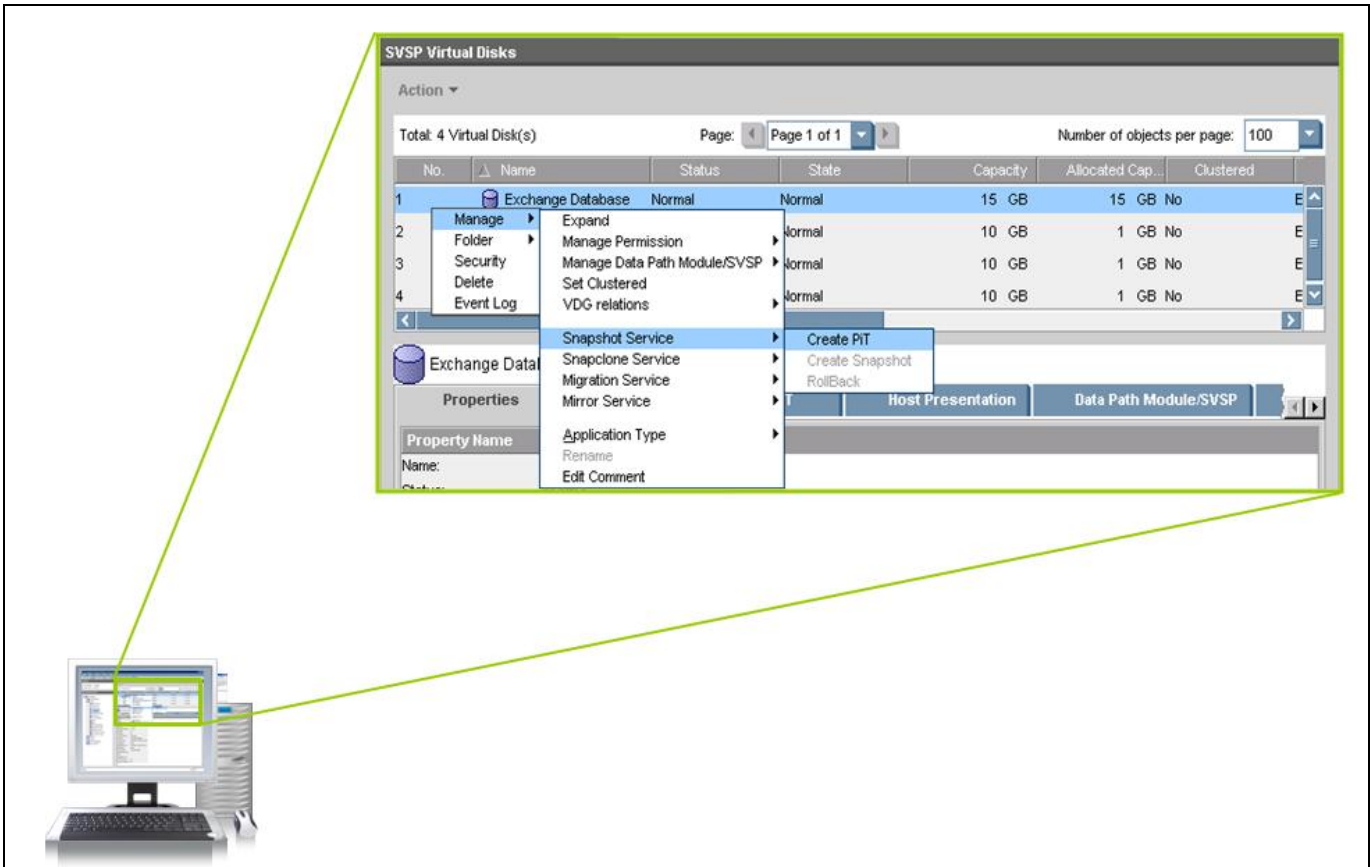 SVSP Virtual Disks
Action
Total: 4 Virtual Disk(s) Page: Page 1 of 1 Number of objects per page: 100
No. Name Status State Capacity Allocated Cap... Clustered
1 Exchange Database Normal Normal 15 GB 15 GB No E
2 Normal 10 GB 1 GB No E
3 Normal 10 GB 1 GB No E
4 Normal 10 GB 1 GB No E
Manage
Folder
Security
Delete
Event Log
Expand
Manage Permission
Manage Data Path Module/SVSP
Set Clustered
VDG relations
Snapshot Service
Snapclone Service
Migration Service
Mirror Service
Application Type
Rename
Edit Comment
Create PiT
Create Snapshot
RollBack
Exchange Datal
Properties T Host Presentation Data Path Module/SVSP
Property Name
Name: